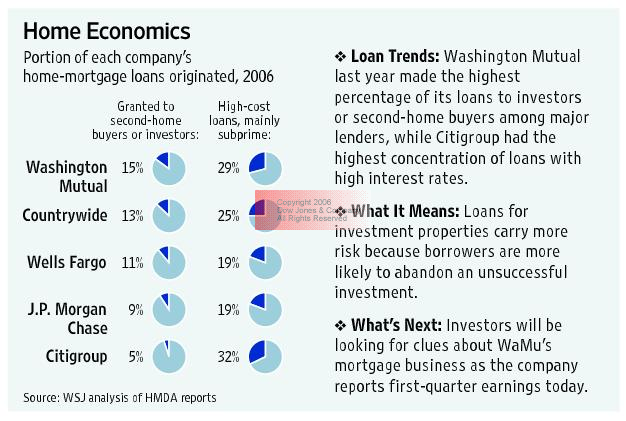 Home Economics
Portion of each company's
home-mortgage loans originated, 2006
Granted to
second-home
buyers or investors:
High-cost
loans, mainly
subprime:
Washington
Mutual
15%
29%
Countrywide
13%
25%
Wells Fargo
11%
19%
J.P. Morgan
Chase
9%
19%
Citigroup
5%
32%
Source: WSJ analysis of HMDA reports
❖ Loan Trends: Washington Mutual
last year made the highest
percentage of its loans to investors
or second-home buyers among major
lenders, while Citigroup had the
highest concentration of loans with
high interest rates.
Copyright 2006
Dow Jones &
All Rights Reserved
❖ What It Means: Loans for
investment properties carry more
risk because borrowers are more
likely to abandon an unsuccessful
investment.
❖ What's Next: Investors will be
looking for clues about WaMu's
mortgage business as the company
reports first-quarter earnings today.